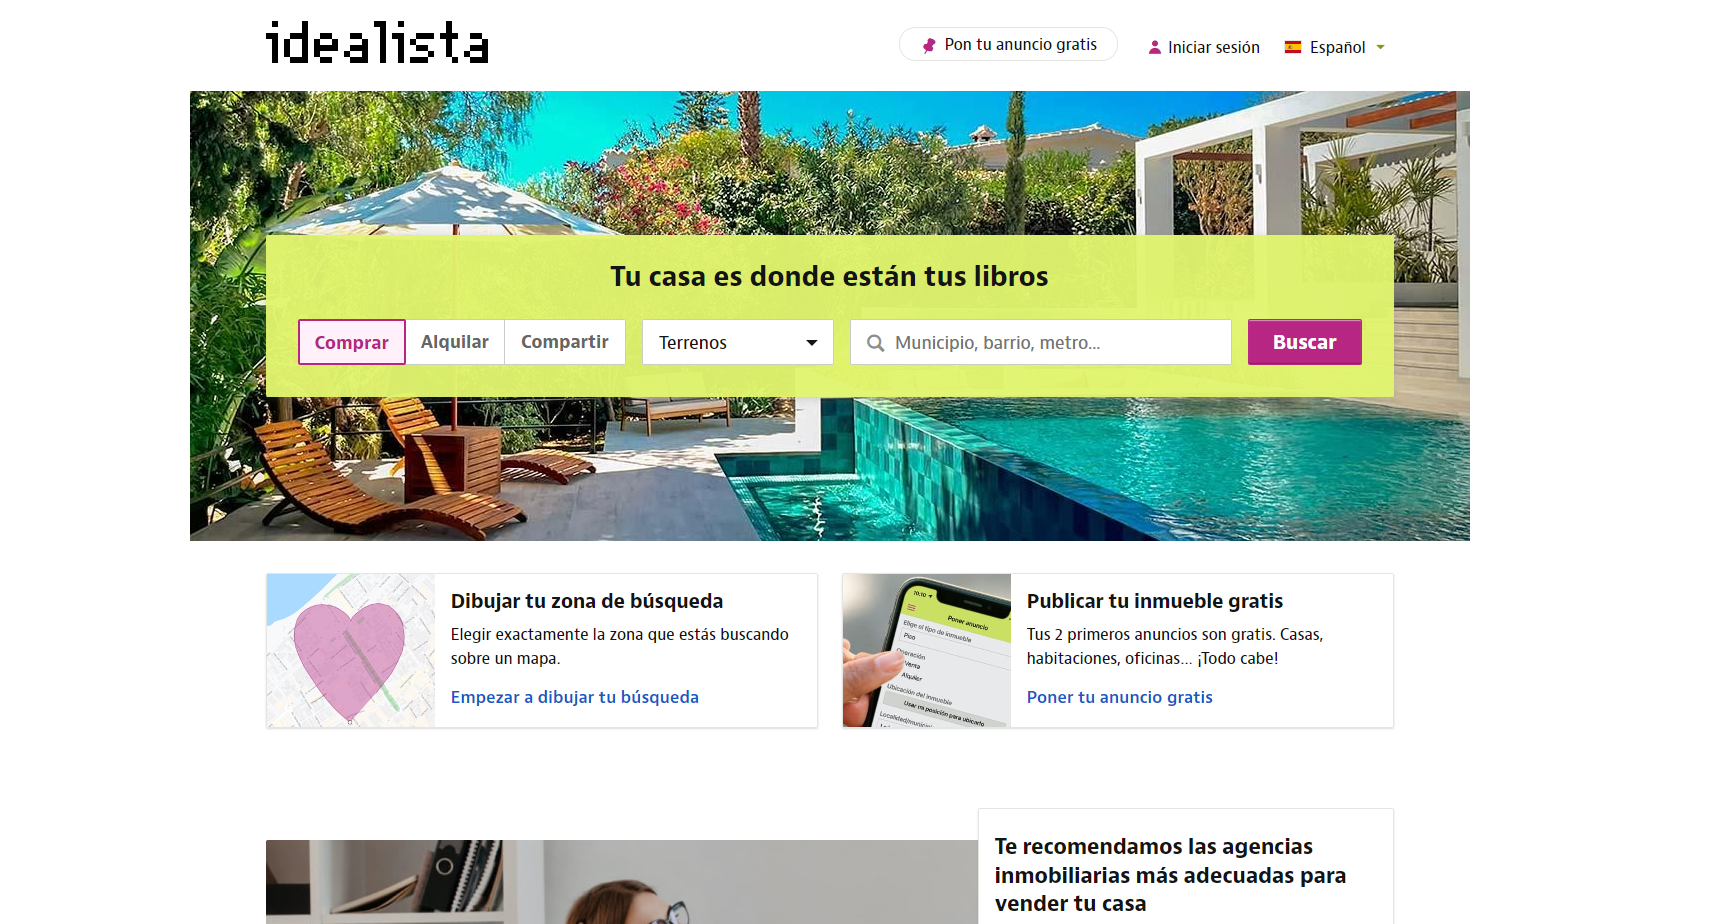 idealista
Pon tu anuncio gratis
Iniciar sesión
Español
Tu casa es donde están tus libros
Comprar
Alquilar
Compartir
Terrenos
Municipio, barrio, metro...
Buscar
Dibujar tu zona de búsqueda
Elegir exactamente la zona que estás buscando
sobre un mapa.
Empezar a dibujar tu búsqueda
19:10
Poner anuncio
Elige el tipo de inmueble
Piso
Operación
Venta
Alquiler
Ubicación del inmueble
Usar mi posición para ubicarlo
Publicar tu inmueble gratis
Tus 2 primeros anuncios son gratis. Casas,
habitaciones, oficinas... ¡Todo cabe!
Poner tu anuncio gratis
Te recomendamos las agencias
inmobiliarias más adecuadas para
vender tu casa